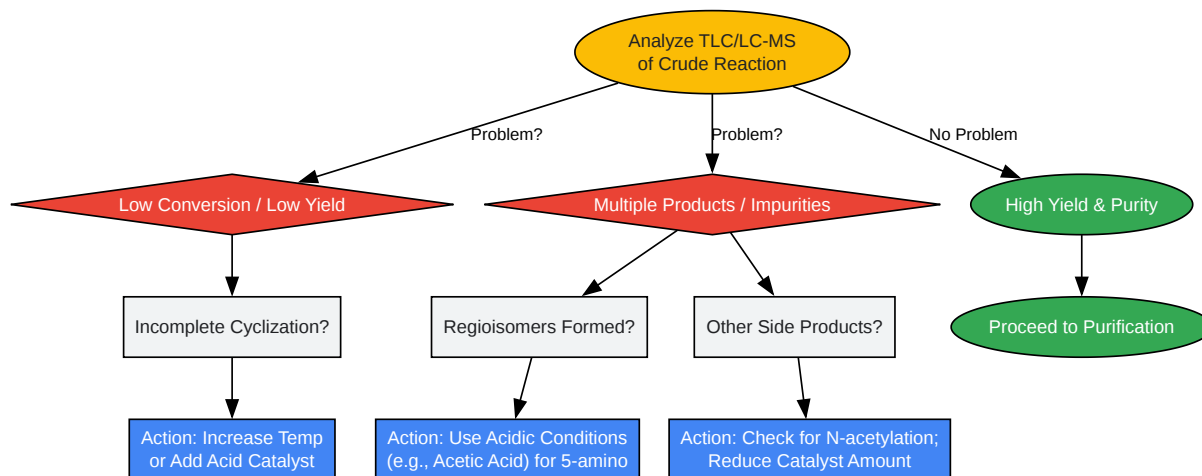 Analyze TLC/LC-MS
of Crude Reaction
Problem?
Problem?
No Problem
Low Conversion / Low Yield
Multiple Products / Impurities
High Yield & Purity
Incomplete Cyclization?
Regioisomers Formed?
Other Side Products?
Proceed to Purification
Action: Increase Temp
or Add Acid Catalyst
Action: Use Acidic Conditions
(e.g., Acetic Acid) for 5-amino
Action: Check for N-acetylation;
Reduce Catalyst Amount